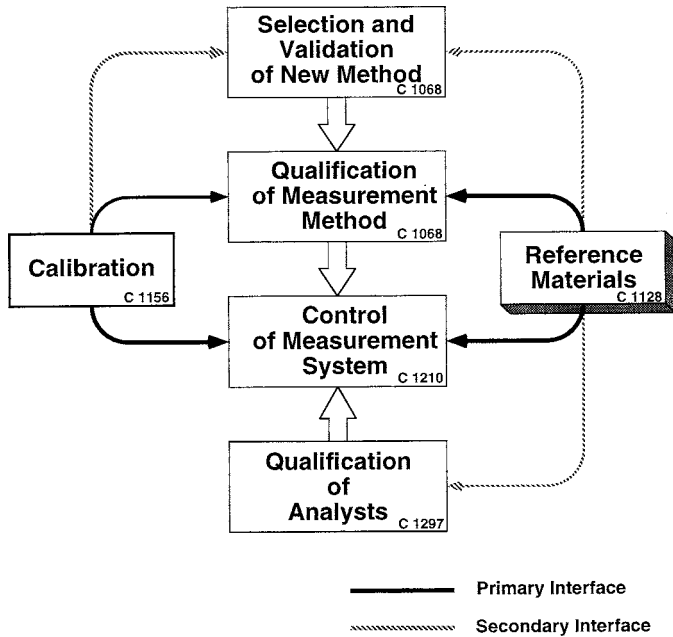 Selection and
Validation
of New Method
C 1068
Qualification
of Measurement
Method
C 1068
Calibration
C 1156
Reference
Materials
C 1128
Control
of Measurement
System
C 1210
Qualification
of
Analysts
C 1297
Primary Interface
Secondary Interface